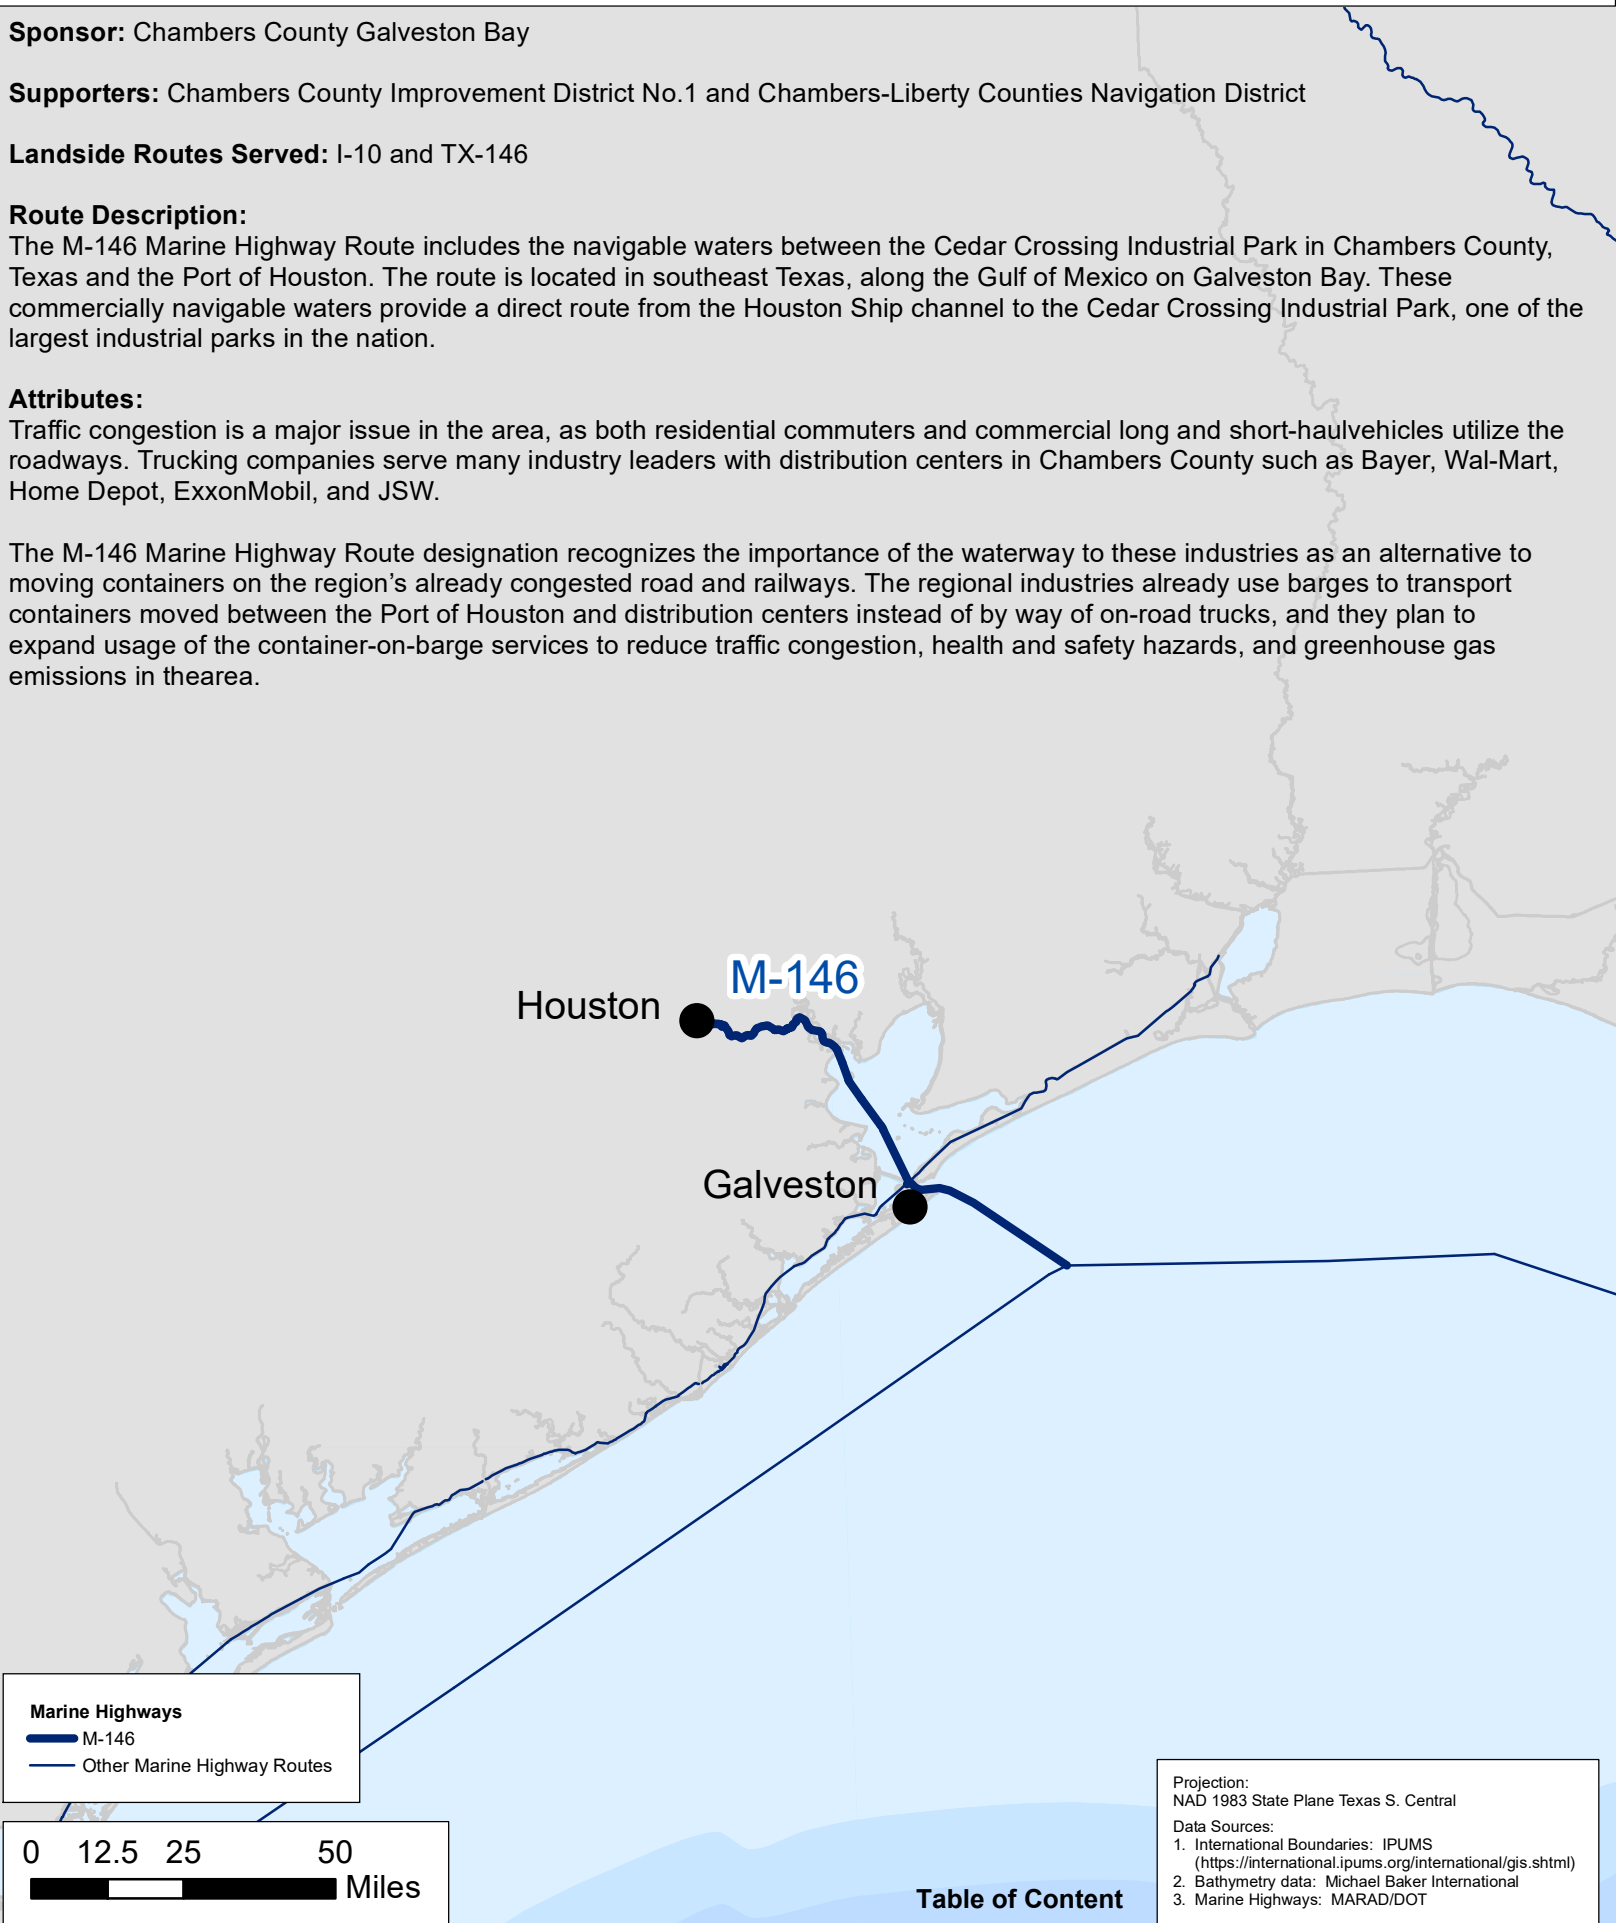 Sponsor: Chambers County Galveston Bay
Supporters: Chambers County Improvement District No.1 and Chambers-Liberty Counties Navigation District
Landside Routes Served: I-10 and TX-146
Route Description:
The M-146 Marine Highway Route includes the navigable waters between the Cedar Crossing Industrial Park in Chambers County,
Texas and the Port of Houston. The route is located in southeast Texas, along the Gulf of Mexico on Galveston Bay. These
commercially navigable waters provide a direct route from the Houston Ship channel to the Cedar Crossing Industrial Park, one of the
largest industrial parks in the nation.
Attributes:
Traffic congestion is a major issue in the area, as both residential commuters and commercial long and short-haulvehicles utilize the
roadways. Trucking companies serve many industry leaders with distribution centers in Chambers County such as Bayer, Wal-Mart,
Home Depot, ExxonMobil, and JSW.
The M-146 Marine Highway Route designation recognizes the importance of the waterway to these industries as an alternative to
moving containers on the region’s already congested road and railways. The regional industries already use barges to transport
containers moved between the Port of Houston and distribution centers instead of by way of on-road trucks, and they plan to
expand usage of the container-on-barge services to reduce traffic congestion, health and safety hazards, and greenhouse gas
emissions in thearea.
M-146
Houston
Galveston
Marine Highways
M-146
Other Marine Highway Routes
0 12.5 25 50
Miles
Table of Content
Projection:
NAD 1983 State Plane Texas S. Central
Data Sources:
1. International Boundaries: IPUMS
(https://international.ipums.org/international/gis.shtml)
2. Bathymetry data: Michael Baker International
3. Marine Highways: MARAD/DOT